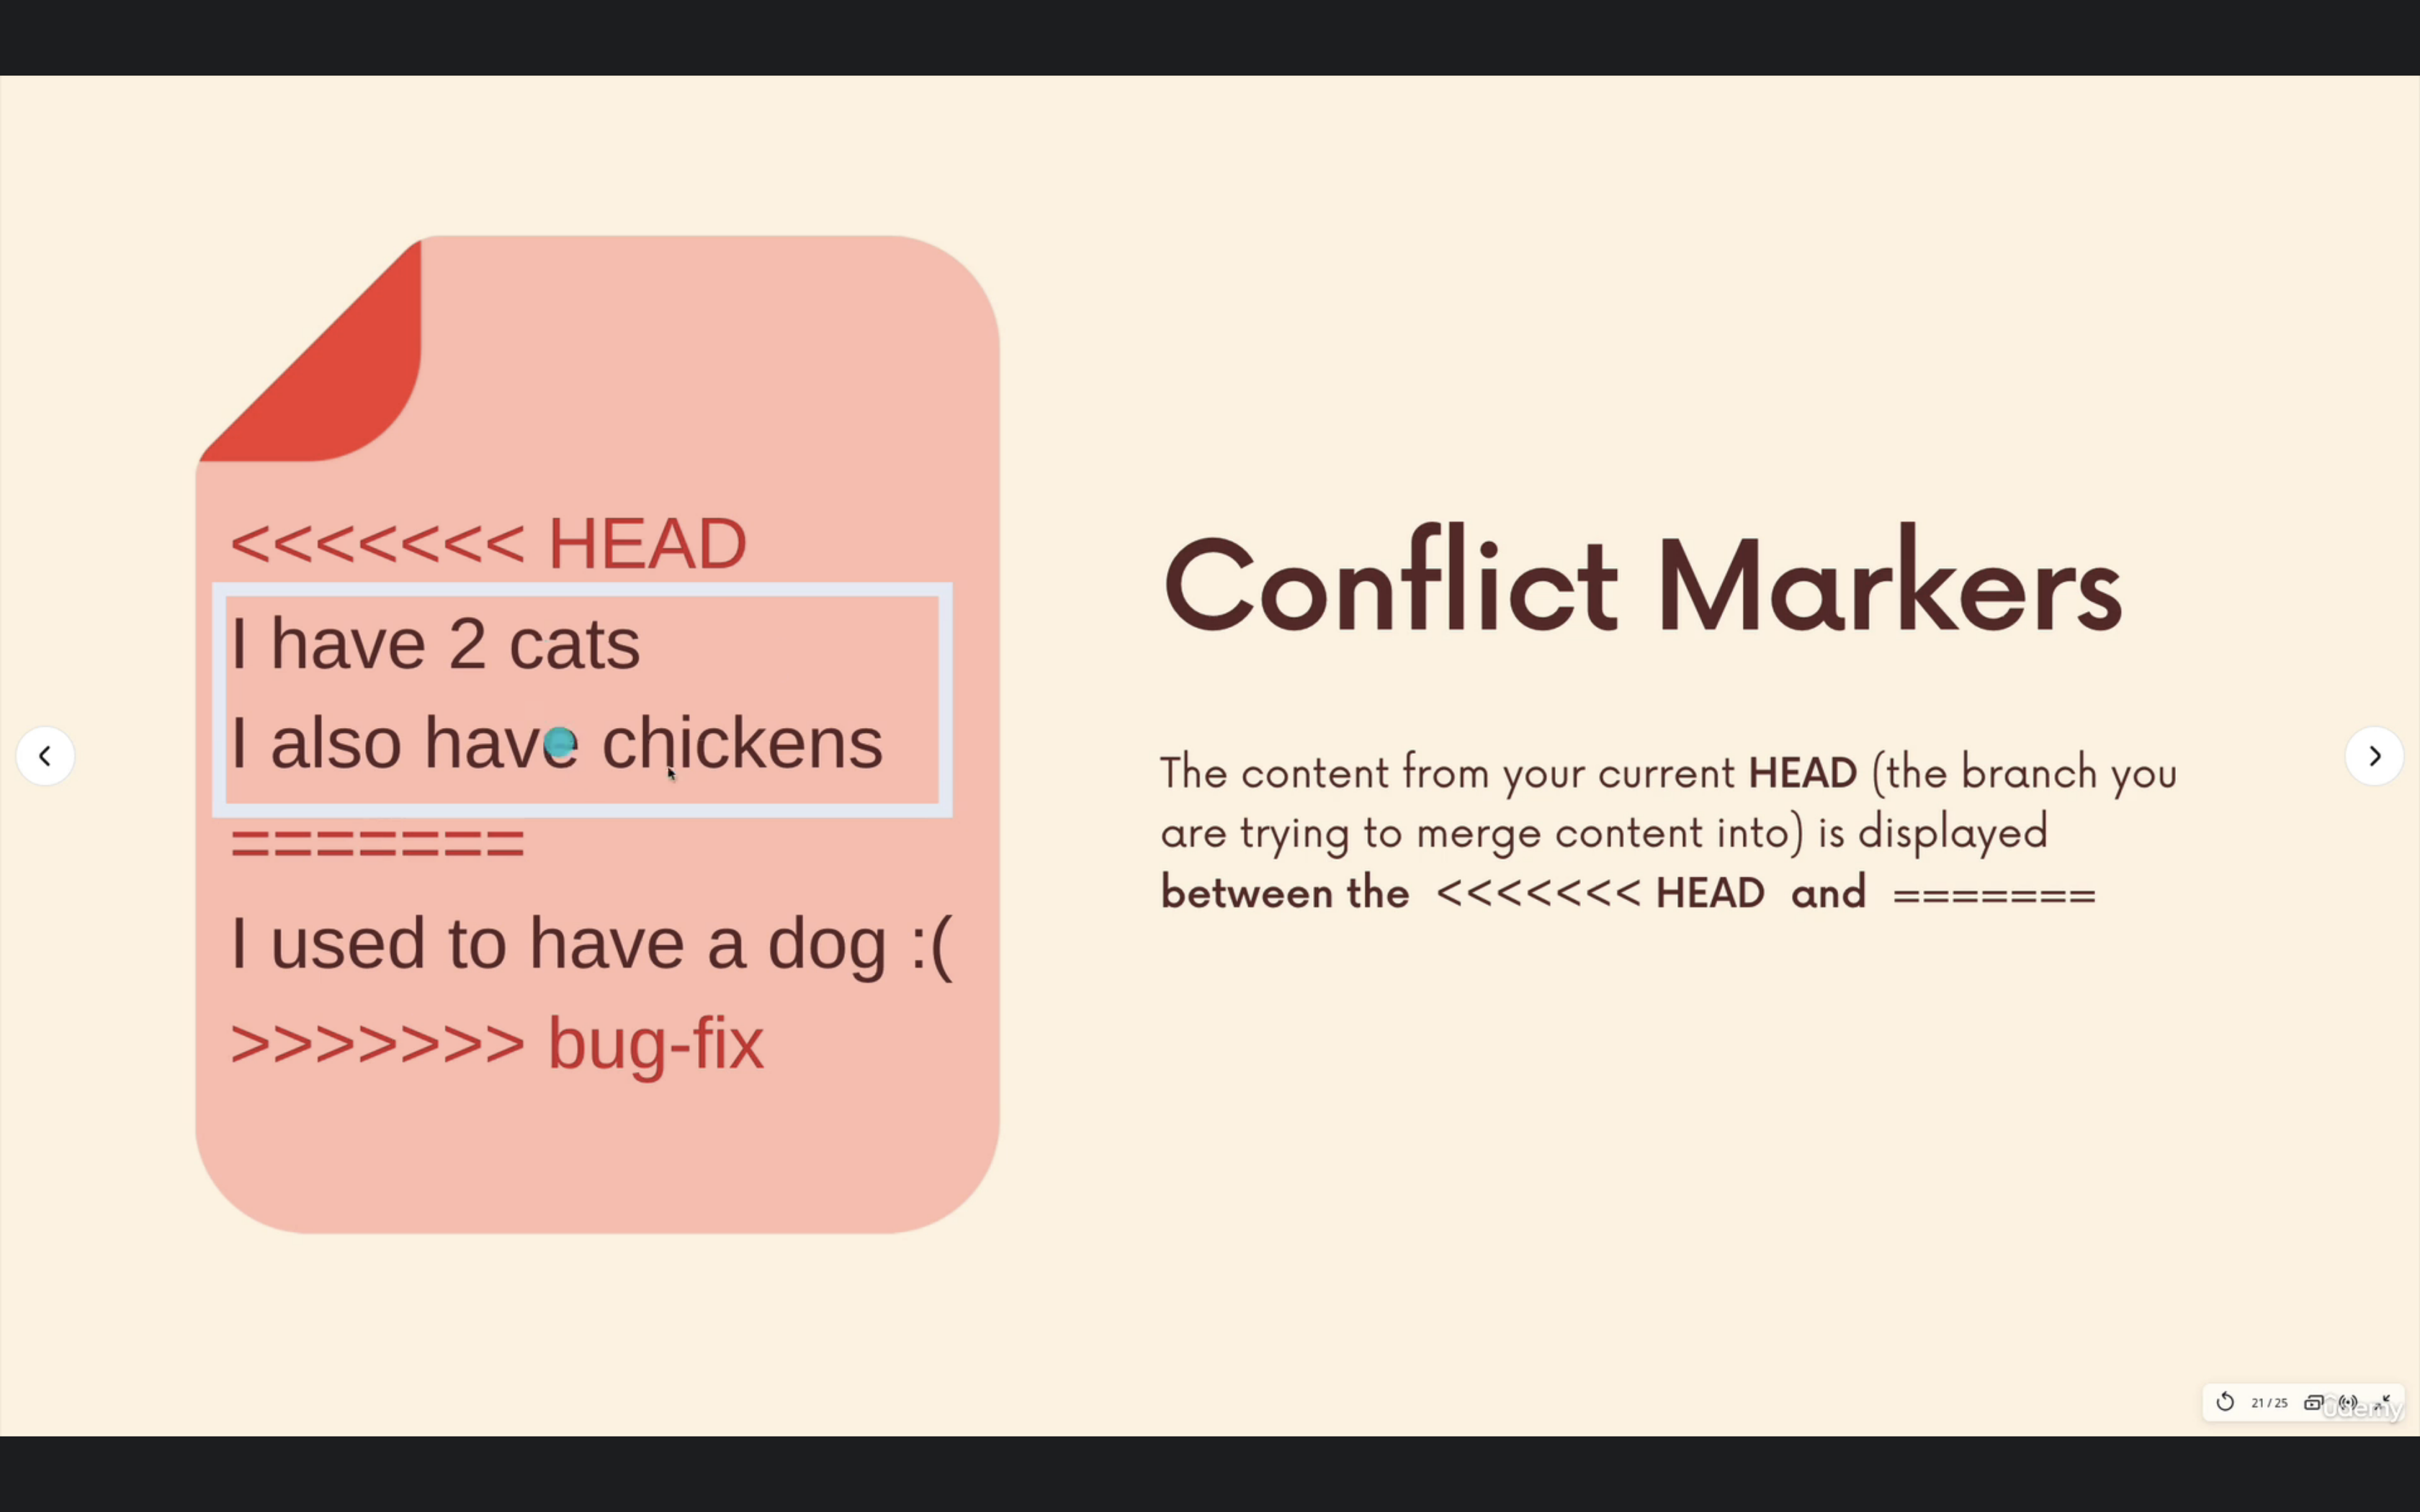 <<<<<<< HEAD
I have 2 cats
I also have chickens
=======
I used to have a dog :(
>>>>>>> bug-fix
Conflict Markers
The content from your current HEAD (the branch you
are trying to merge content into) is displayed
between the <<<<<<< HEAD and =======
21 / 25
Udemy